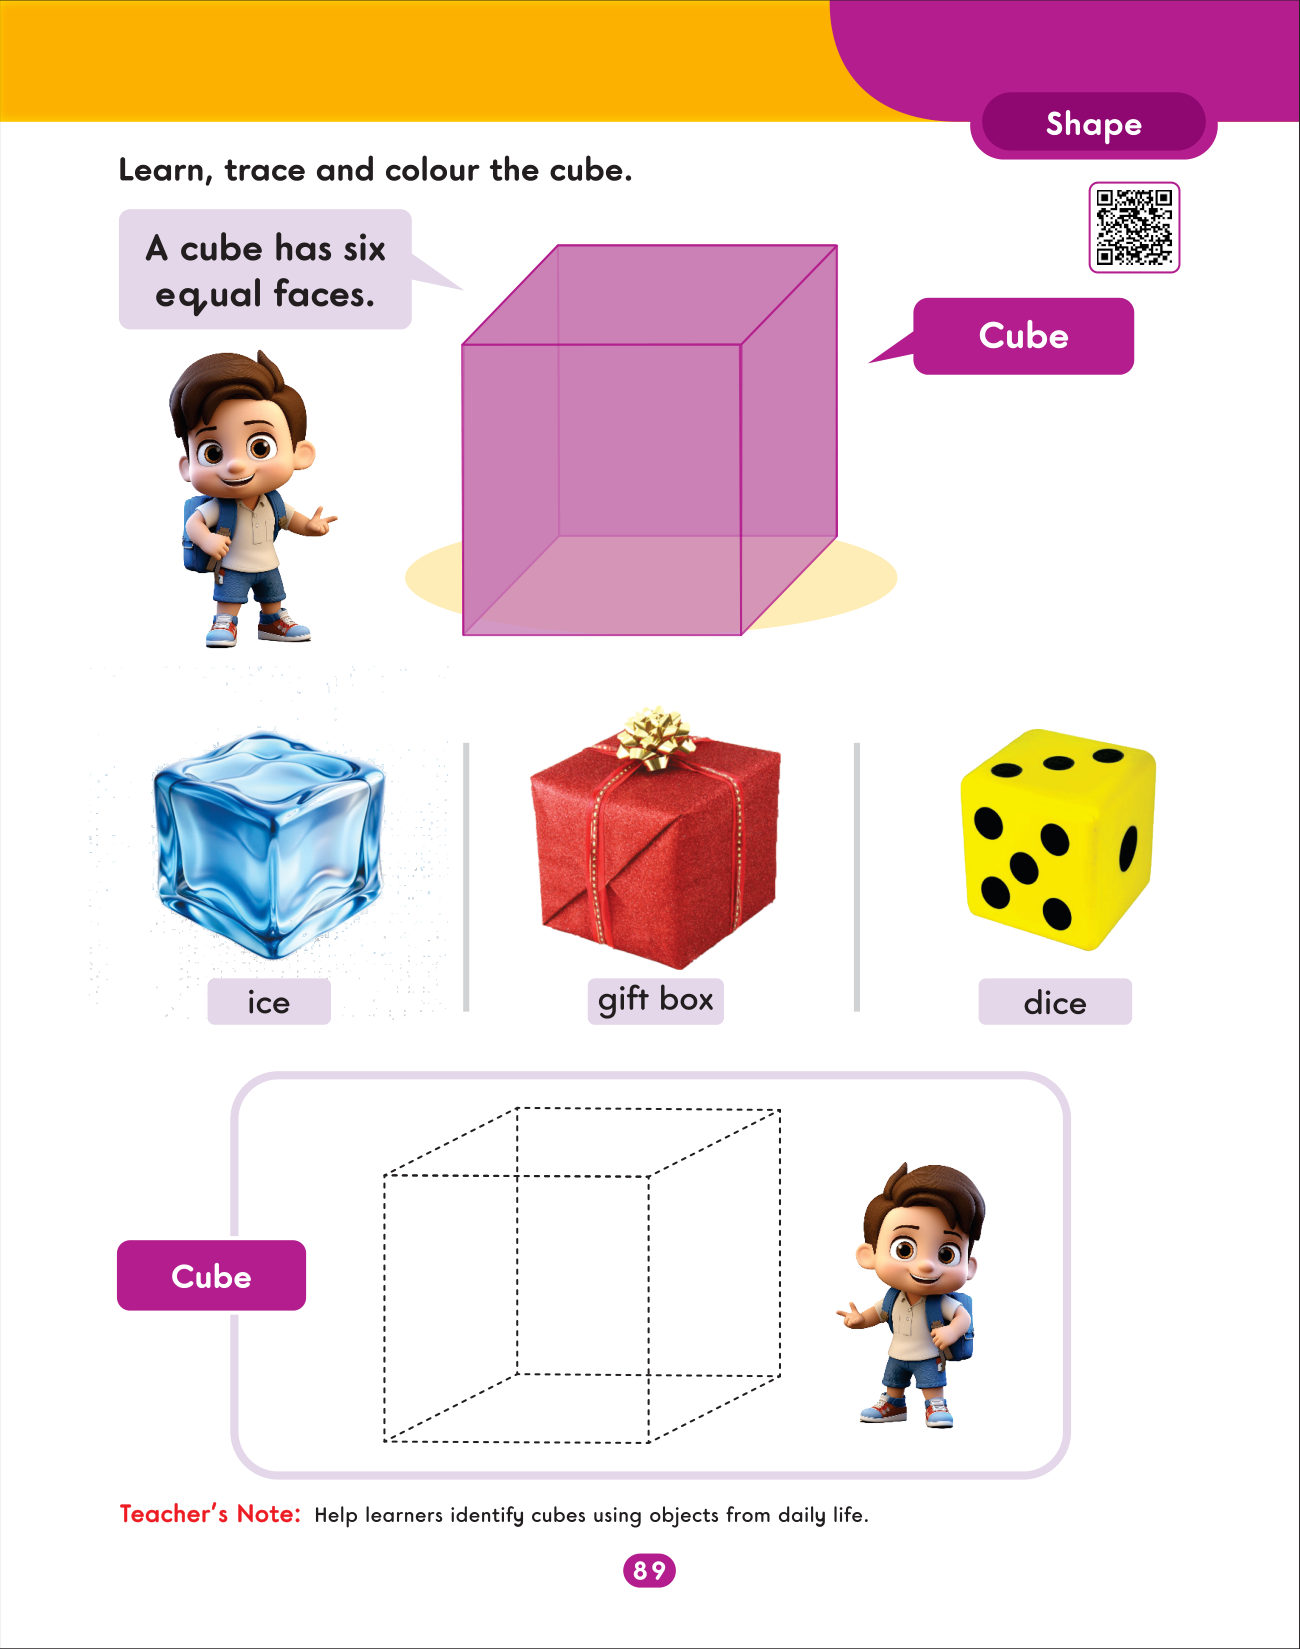 Shape
Learn, trace and colour the cube.
A cube has six
equal faces.
Cube
ice
gift box
dice
Cube
Teacher's Note: Help learners identify cubes using objects from daily life.
89